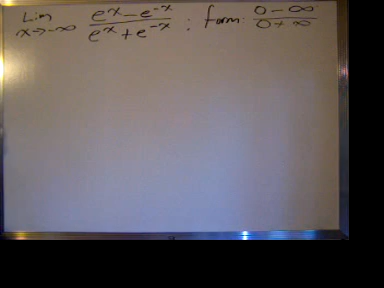 Lim x→-∞ (e^x - e^-x)/(e^x + e^-x) ; form: (0 - ∞)/(0 + ∞)